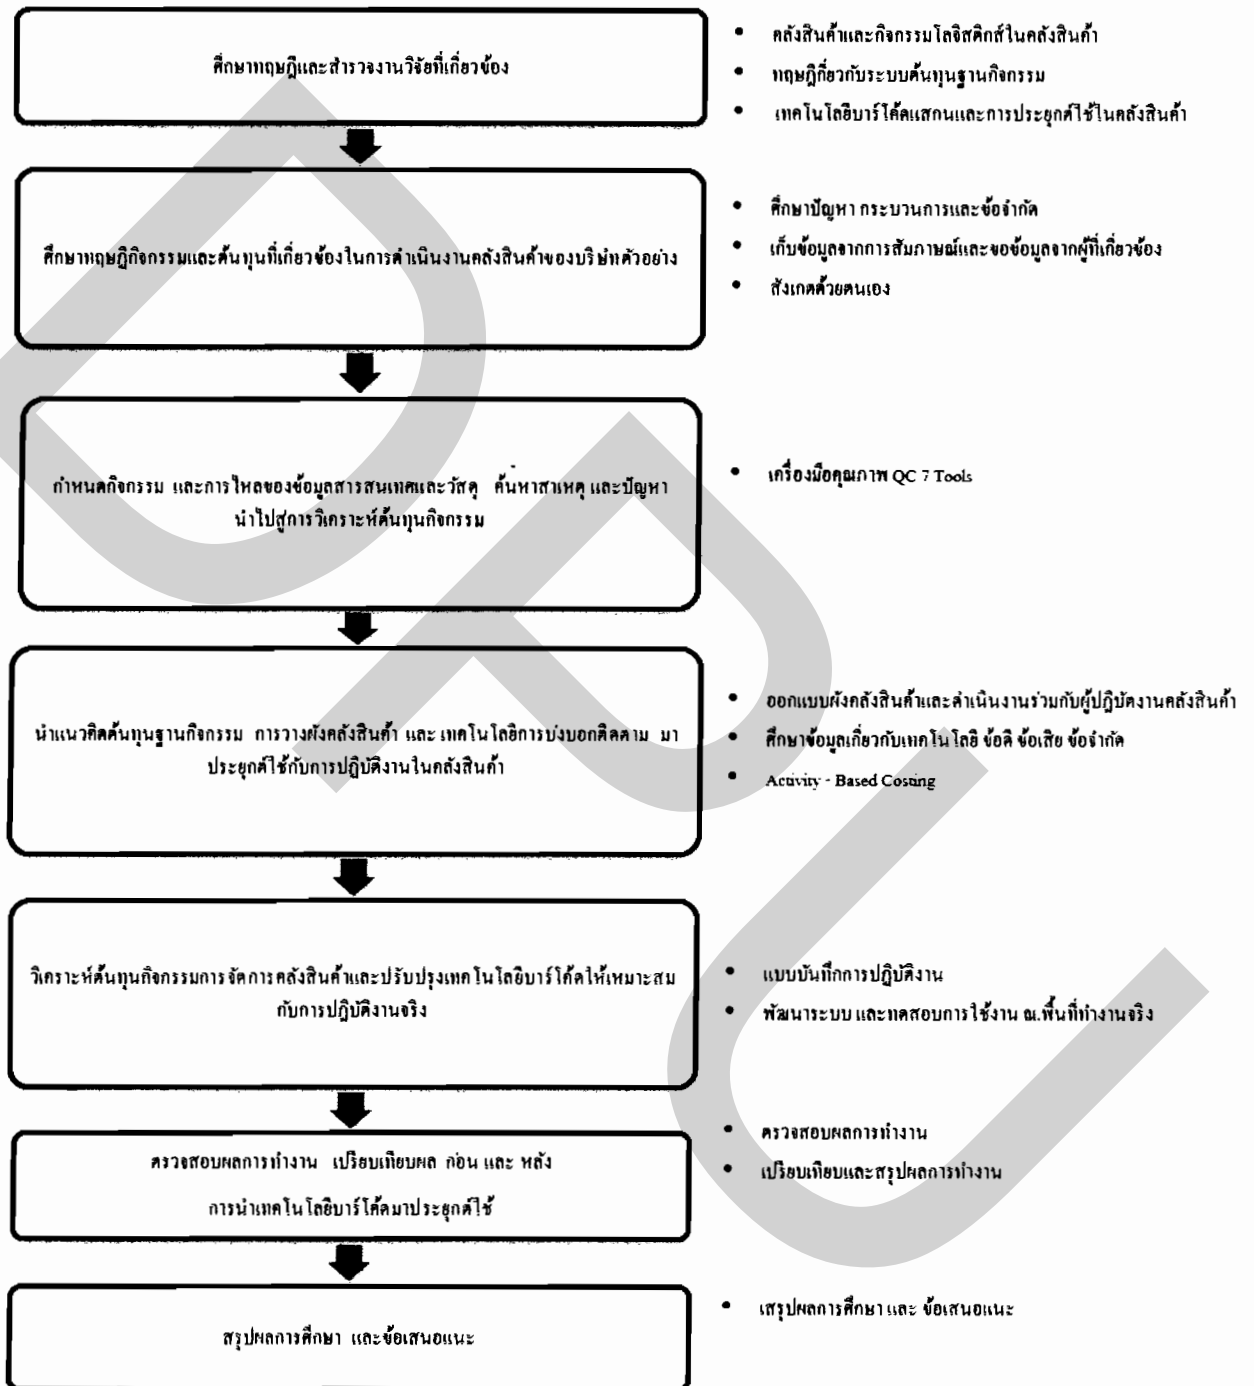 ศึกษาทฤษฎีและสำรวจงานวิจัยที่เกี่ยวข้อง
• คลังสินค้าและกิจกรรมโลจิสติกส์ในคลังสินค้า
• ทฤษฎีกี่ยวกับระบบต้นทุนฐานกิจกรรม
• เทคโนโลยีบาร์โค้ดแสกนและการประยุกต์ใช้ในคลังสินค้า
ศึกษาทฤษฎีกิจกรรมและต้นทุนที่เกี่ยวข้องในการดำเนินงานคลังสินค้าของบริษัทตัวอย่าง
• ศึกษาปัญหา กระบวนการและข้อจำกัด
• เก็บข้อมูลจากการสัมภาษณ์และขอข้อมูลจากผู้ที่เกี่ยวข้อง
• สังเกตด้วยตนเอง
กำหนดกิจกรรม และการไหลของข้อมูลสารสนเทศและวัสดุ ค้นหาสาเหตุ และปัญหา
นำไปสู่การวิเคราะห์ต้นทุนกิจกรรม
• เครื่องมือคุณภาพ QC 7 Tools
นำแนวคิดต้นทุนฐานกิจกรรม การวางผังคลังสินค้า และ เทคโนโลยีการบ่งบอกติดตาม มา
ประยุกต์ใช้กับการปฏิบัติงานในคลังสินค้า
• ออกแบบผังคลังสินค้าและดำเนินงานร่วมกับผู้ปฏิบัติงานคลังสินค้า
• ศึกษาข้อมูลเกี่ยวกับเทคโนโลยี ข้อดี ข้อเสีย ข้อจำกัด
• Activity - Based Costing
วิเคราะห์ต้นทุนกิจกรรมการจัดการคลังสินค้าและปรับปรุงเทคโนโลยีบาร์โค้ดให้เหมาะสม
กับการปฏิบัติงานจริง
• แบบบันทึกการปฏิบัติงาน
• พัฒนาระบบ และทดสอบการใช้งาน ณ.พื้นที่ทำงานจริง
ตรวจสอบผลการทำงาน เปรียบเทียบผล ก่อน และ หลัง
การนำเทคโนโลยีบาร์โค้ดมาประยุกต์ใช้
• ตรวจสอบผลการทำงาน
• เปรียบเทียบและสรุปผลการทำงาน
สรุปผลการศึกษา และข้อเสนอแนะ
• เสรุปผลการศึกษา และ ข้อเสนอแนะ
DPU